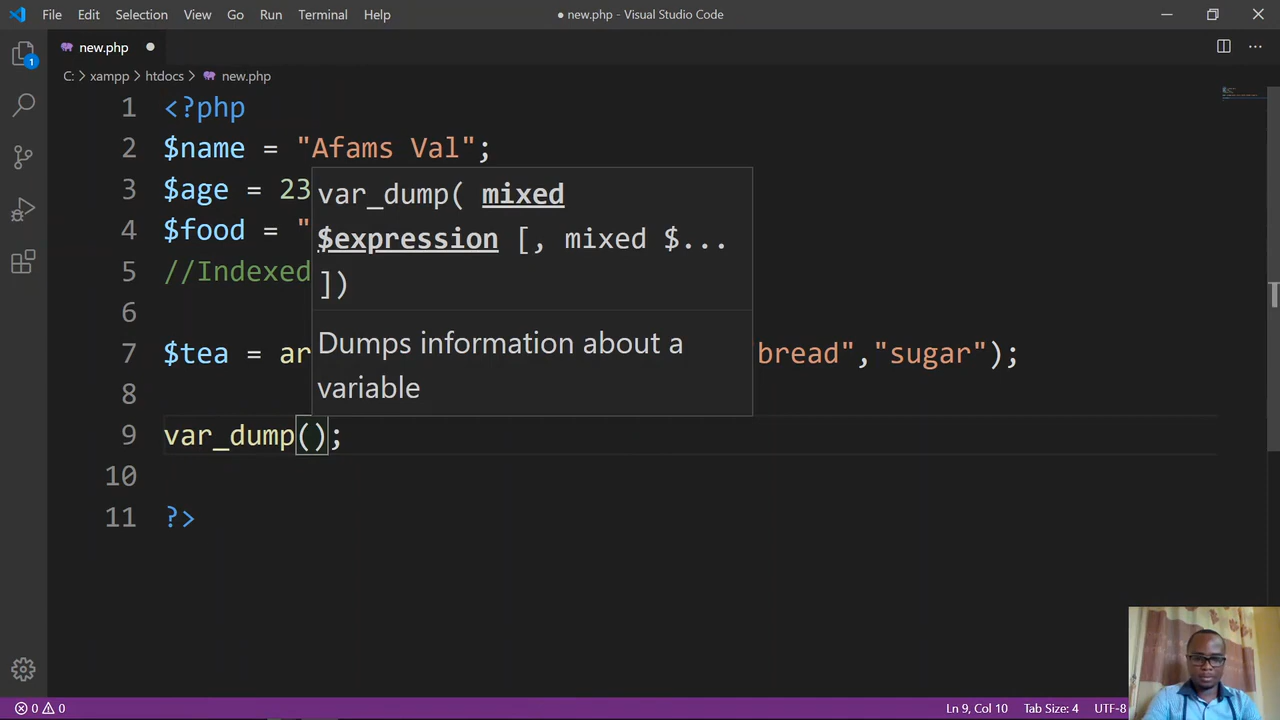 File Edit Selection View Go Run Terminal Help
● new.php - Visual Studio Code
new.php ●
C: > xampp > htdocs > new.php
1 <?php
2 $name = "Afams Val";
3 $age = 23
4 $food = "
5 //Indexed
6
7 $tea = ar bread","sugar");
8
9 var_dump();
10
11 ?>
var_dump( mixed
$expression [, mixed $...
])
Dumps information about a
variable
1
0 0
Ln 9, Col 10 Tab Size: 4 UTF-8